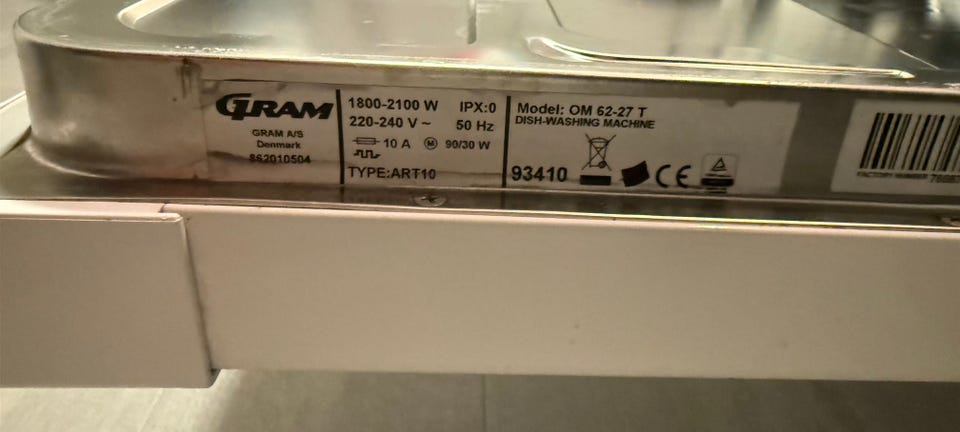 GRAM
GRAM A/S
Denmark
862010504
1800-2100 W IPX:0
220-240 V ~ 50 Hz
10 A M 90/30 W
TYPE:ART10
Model: OM 62-27 T
DISH-WASHING MACHINE
93410 CE
FACTORY NUMBER